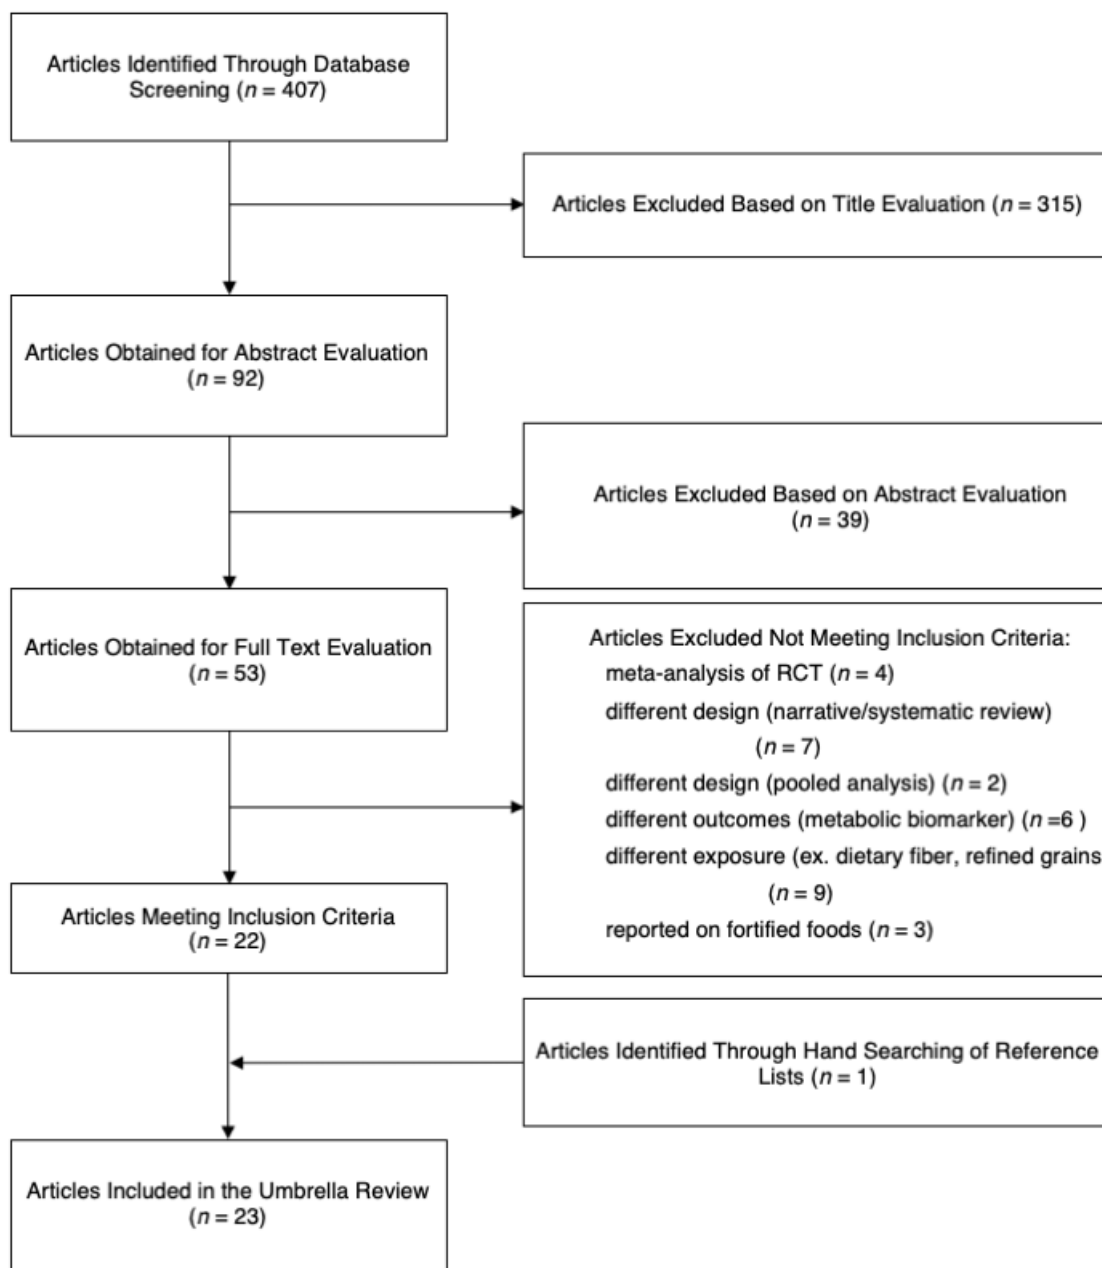 Articles Identified Through Database
Screening (n = 407)
Articles Excluded Based on Title Evaluation (n = 315)
Articles Obtained for Abstract Evaluation
(n = 92)
Articles Excluded Based on Abstract Evaluation
(n = 39)
Articles Obtained for Full Text Evaluation
(n = 53)
Articles Excluded Not Meeting Inclusion Criteria:
meta-analysis of RCT (n = 4)
different design (narrative/systematic review)
(n = 7)
different design (pooled analysis) (n = 2)
different outcomes (metabolic biomarker) (n =6 )
different exposure (ex. dietary fiber, refined grains
(n = 9)
reported on fortified foods (n = 3)
Articles Meeting Inclusion Criteria
(n = 22)
Articles Identified Through Hand Searching of Reference
Lists (n = 1)
Articles Included in the Umbrella Review
(n = 23)